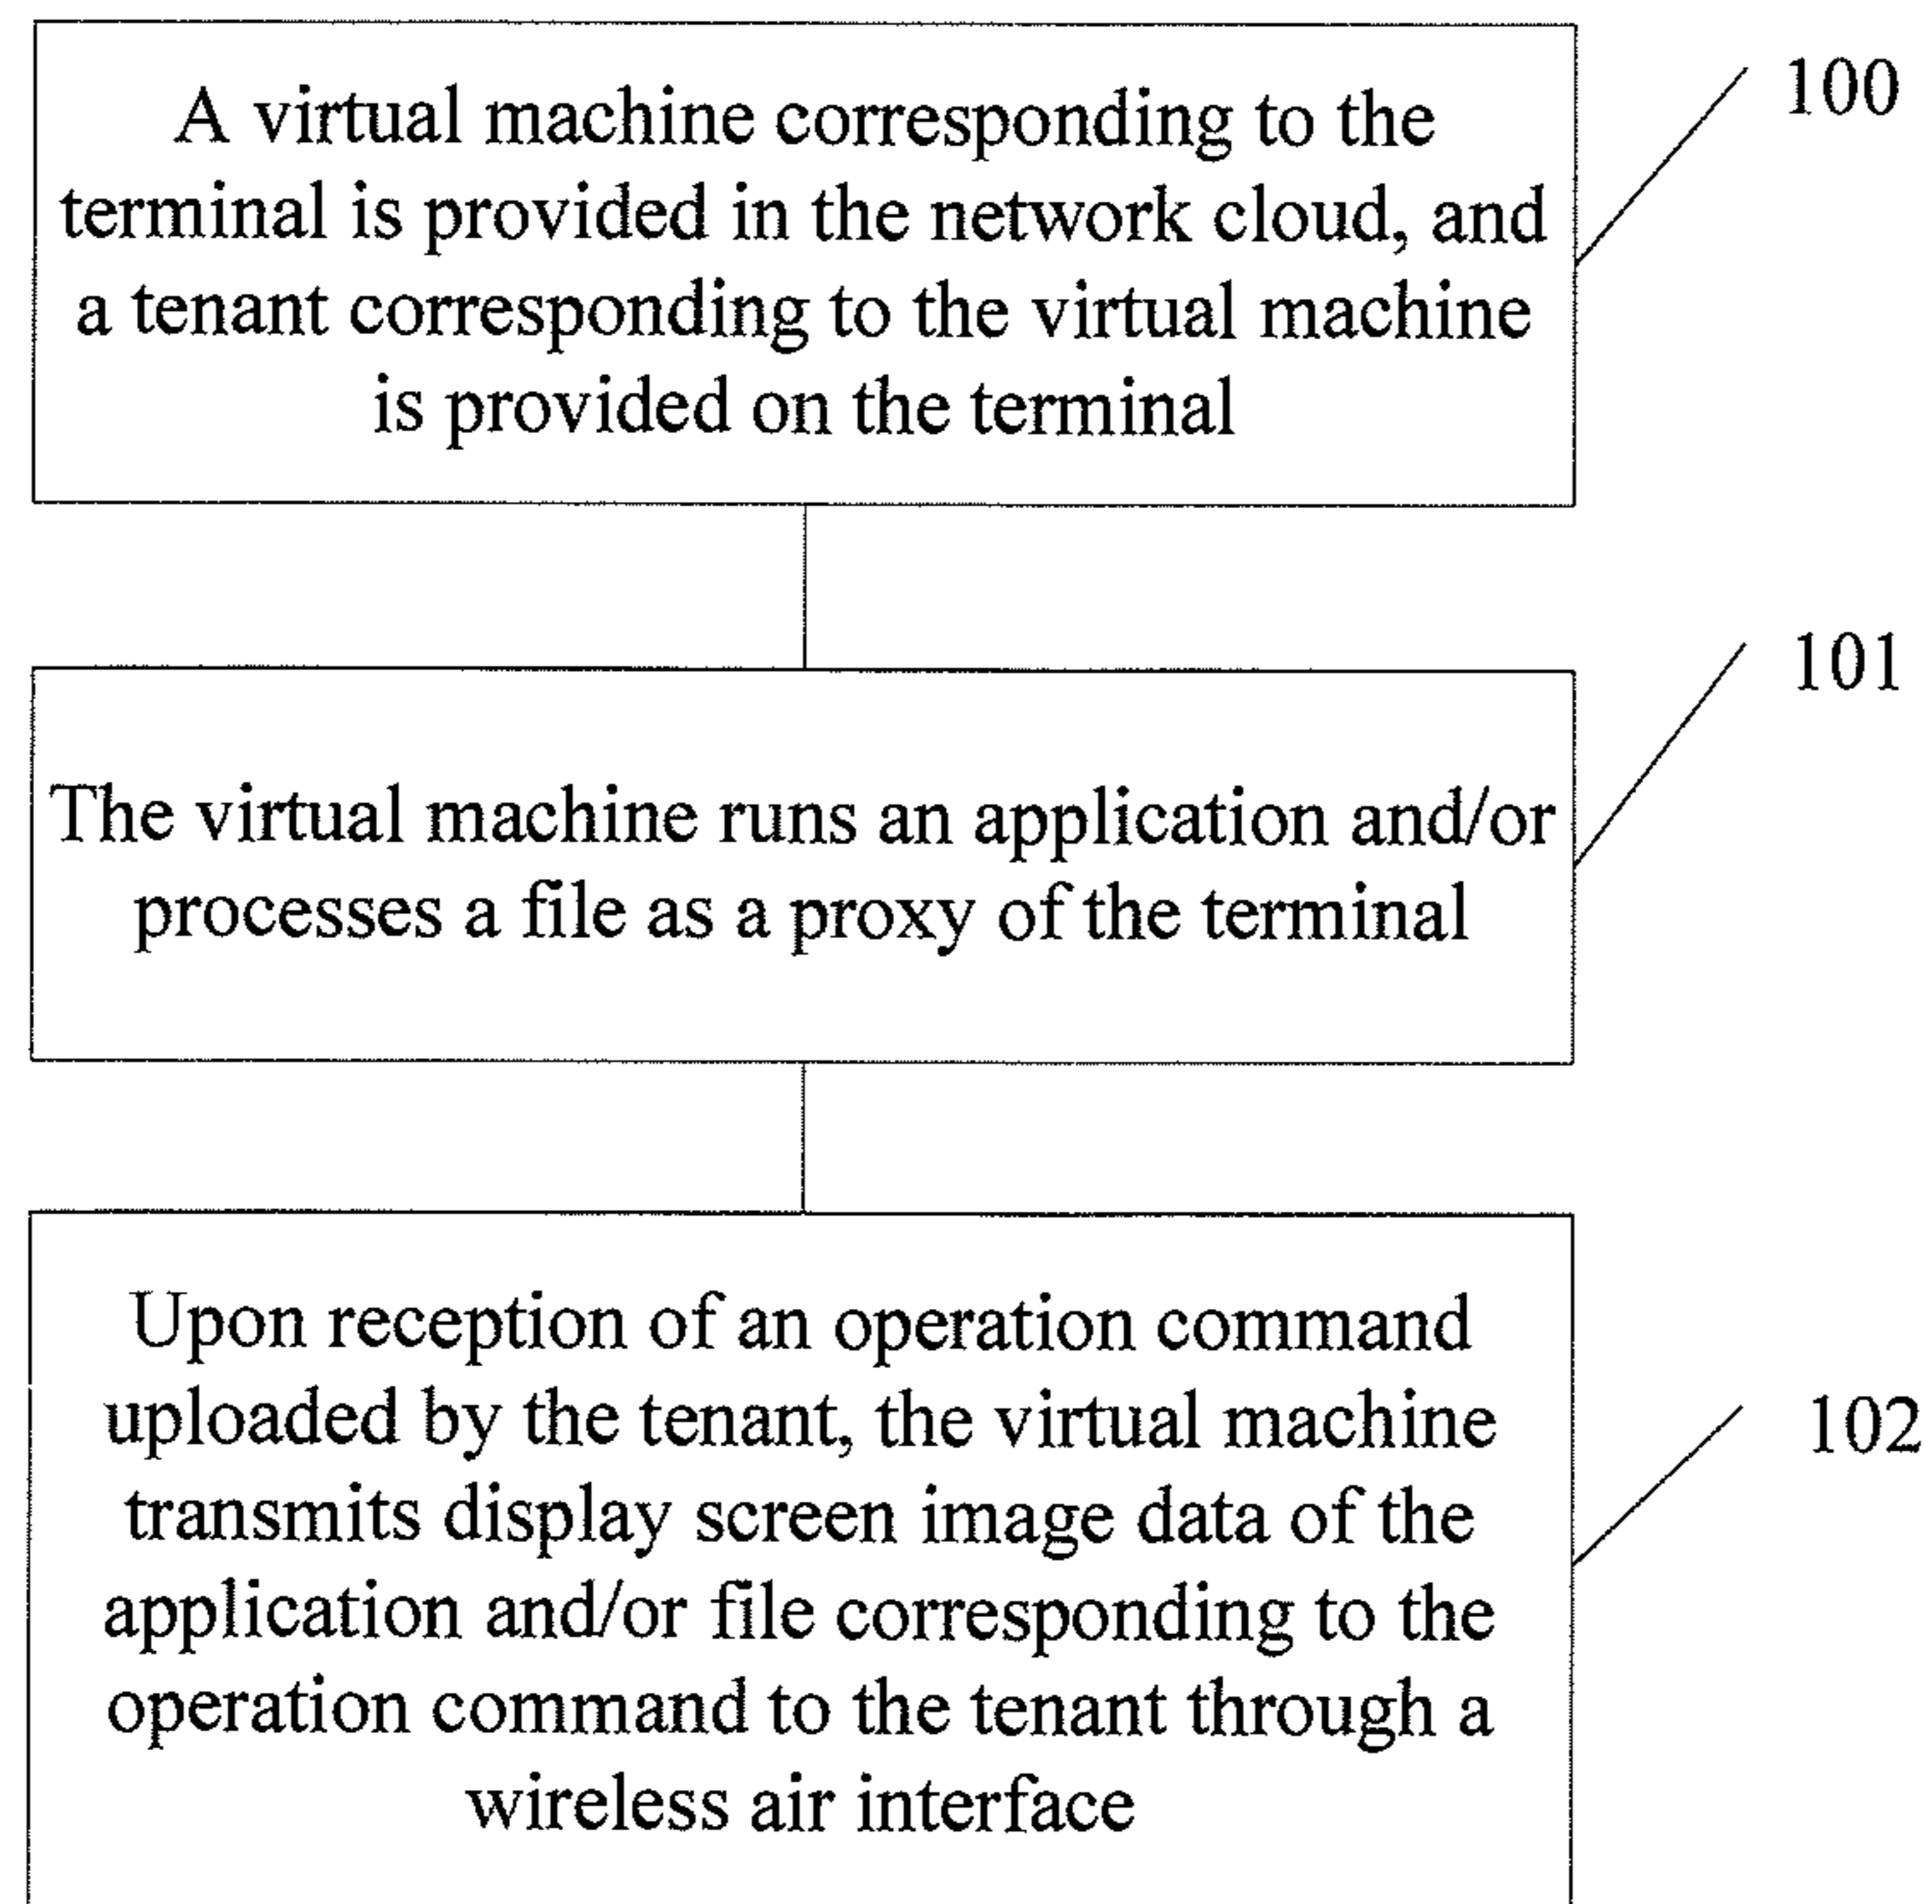 A virtual machine corresponding to the
terminal is provided in the network cloud, and
a tenant corresponding to the virtual machine
is provided on the terminal
100
The virtual machine runs an application and/or
processes a file as a proxy of the terminal
101
Upon reception of an operation command
uploaded by the tenant, the virtual machine
transmits display screen image data of the
application and/or file corresponding to the
operation command to the tenant through a
wireless air interface
102